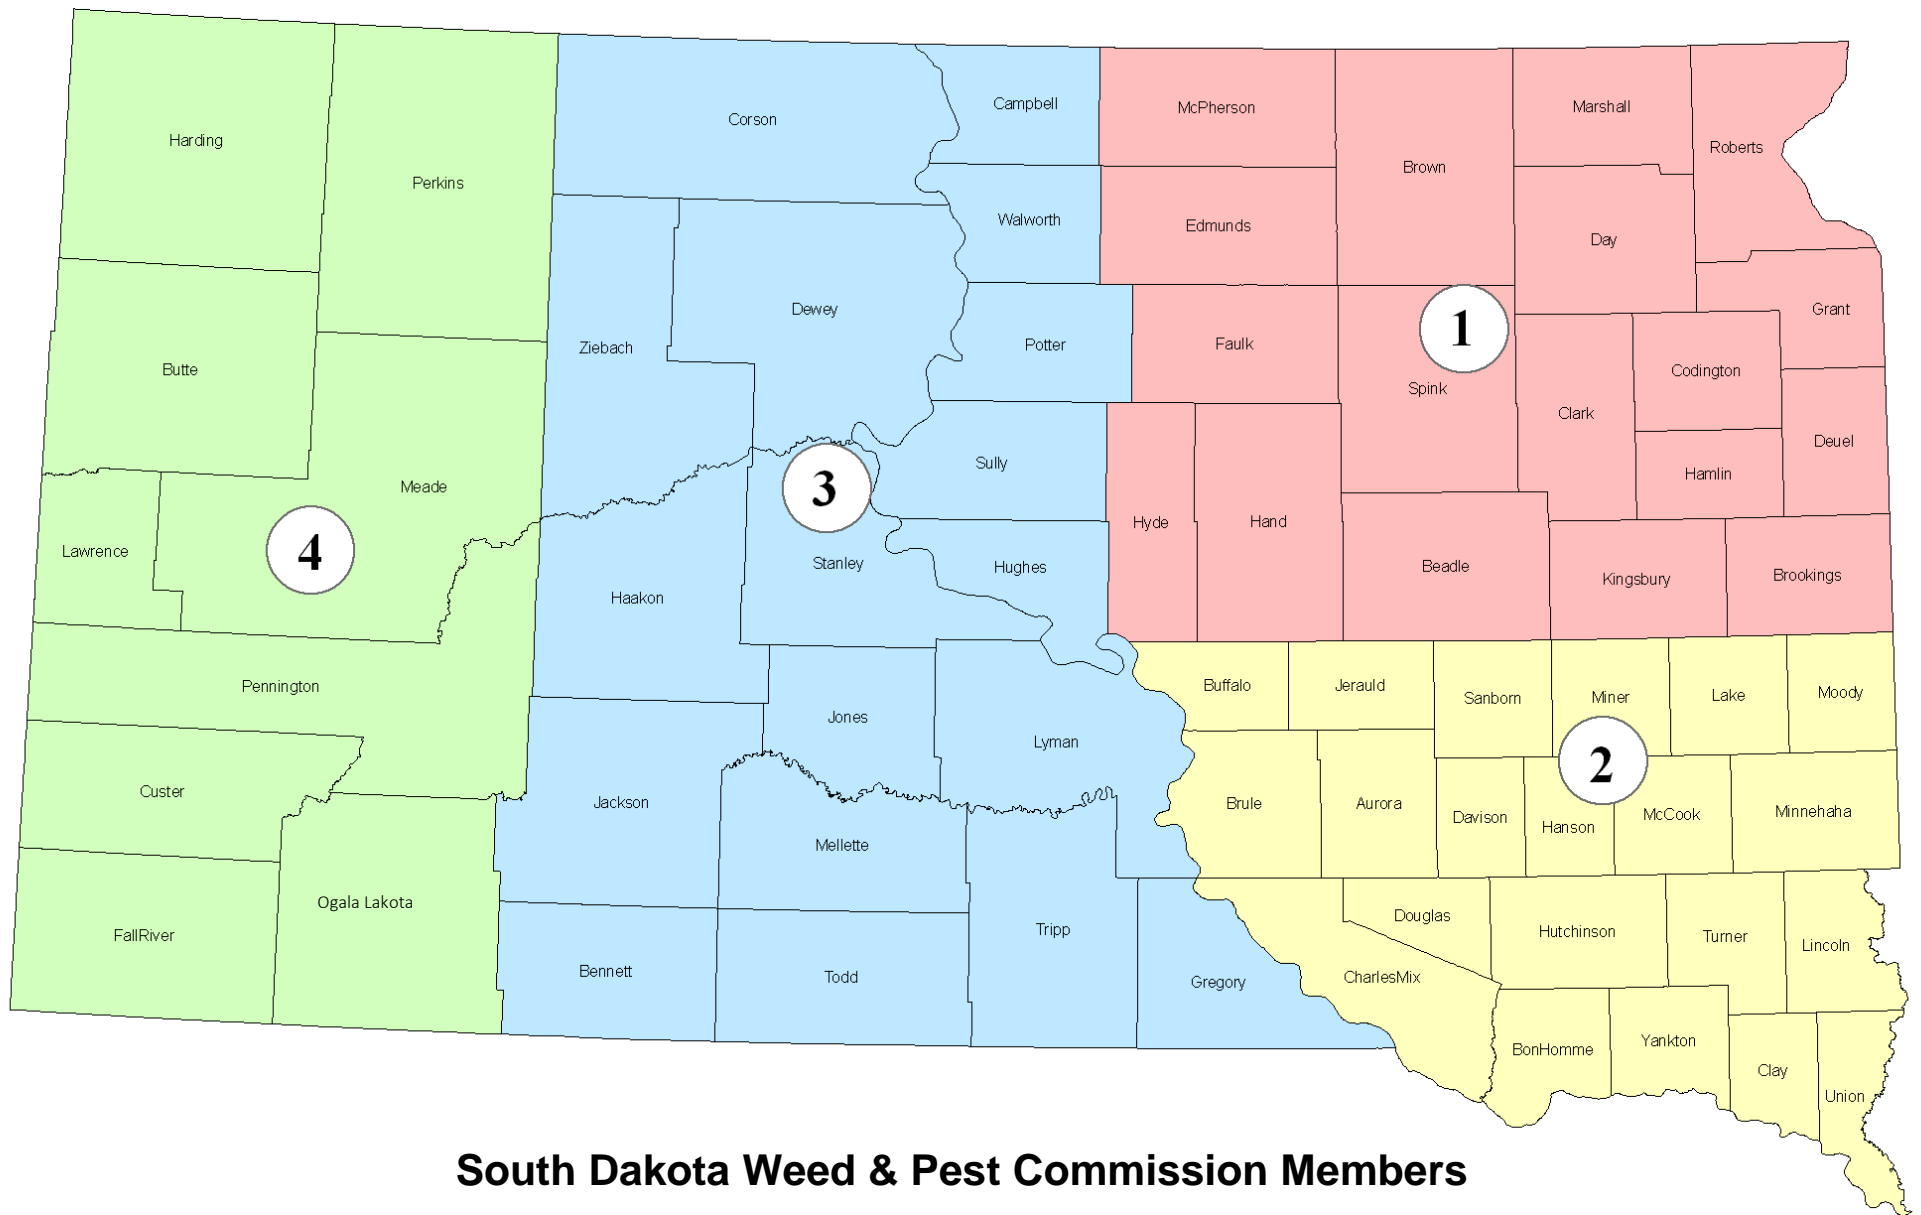 Harding
Perkins
Corson
Campbell
McPherson
Brown
Marshall
Roberts
Walworth
Edmunds
Day
Butte
Meade
Ziebach
Dewey
Potter
Faulk
1
Spink
Clark
Codington
Grant
Hamlin
Deuel
Lawrence
4
3
Stanley
Sully
Hughes
Hyde
Hand
Beadle
Kingsbury
Brookings
Haakon
Pennington
Jones
Lyman
Buffalo
Jerauld
Sanborn
Miner
Lake
Moody
2
Custer
Jackson
Mellette
Brule
Aurora
Davison
Hanson
McCook
Minnehaha
FallRiver
Ogala Lakota
Bennett
Todd
Tripp
Gregory
CharlesMix
Douglas
Hutchinson
Turner
Lincoln
BonHomme
Yankton
Clay
Union
South Dakota Weed & Pest Commission Members